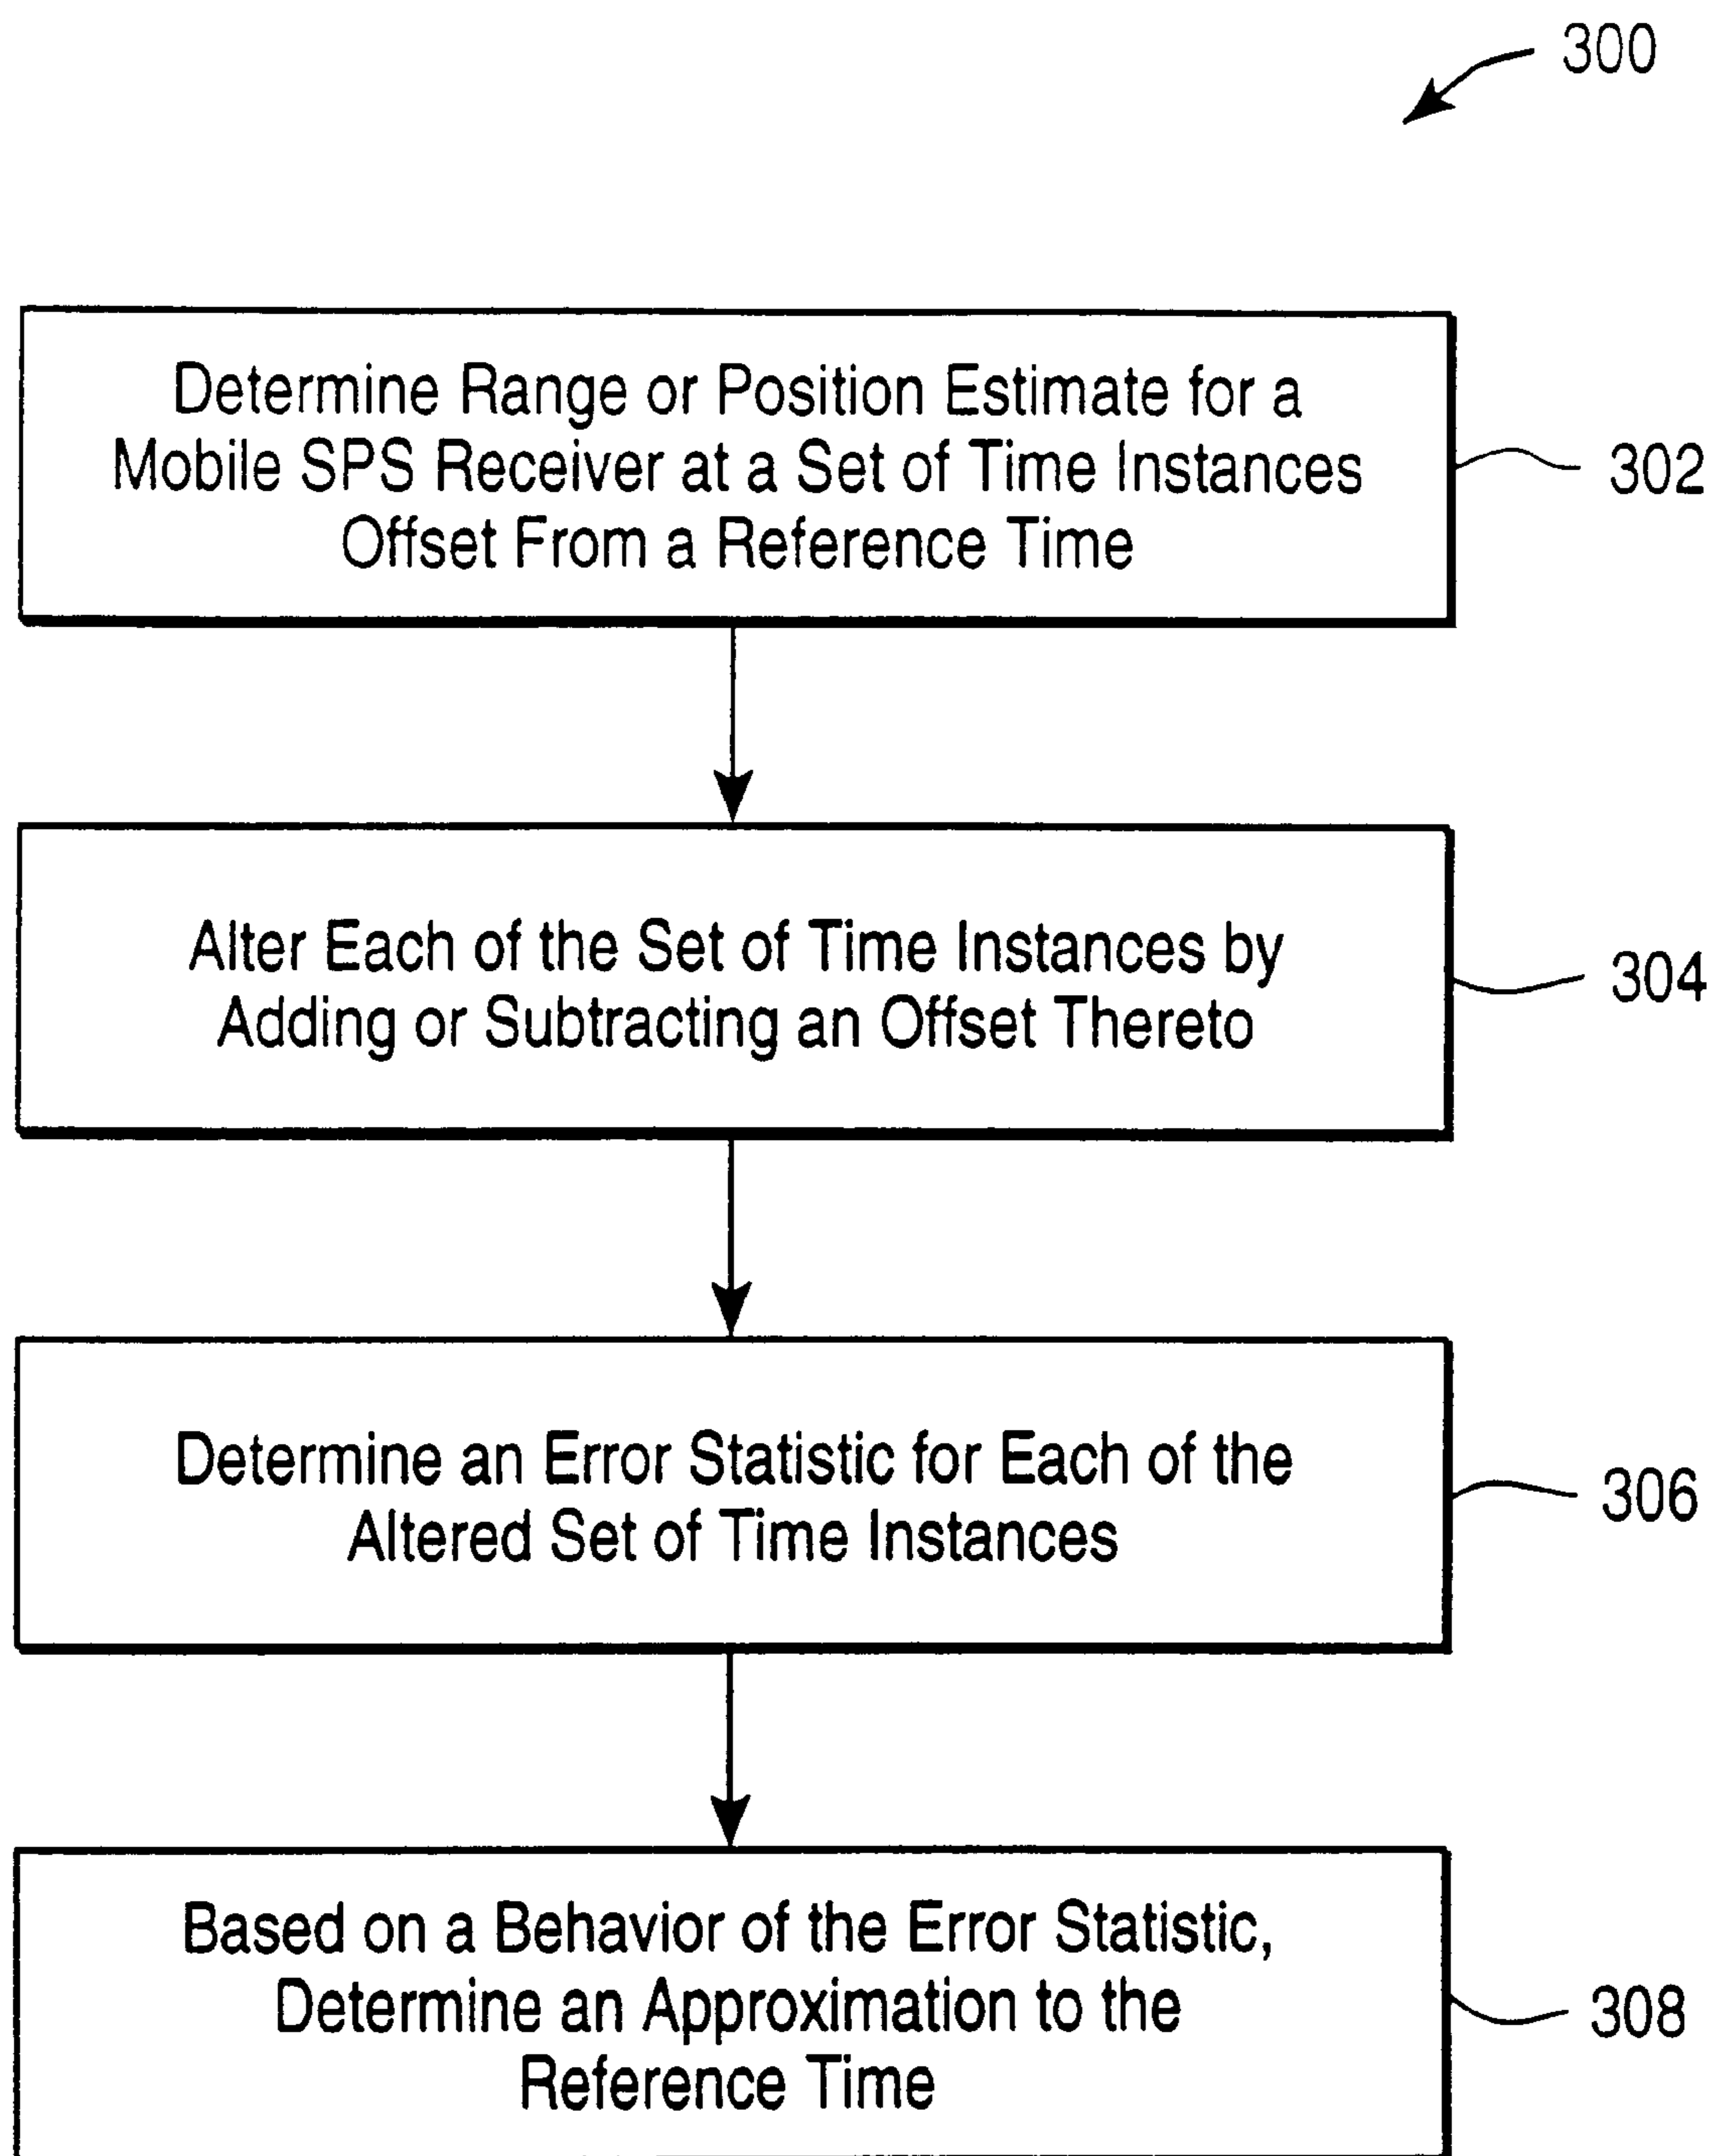 300
Determine Range or Position Estimate for a
Mobile SPS Receiver at a Set of Time Instances
Offset From a Reference Time
302
Alter Each of the Set of Time Instances by
Adding or Subtracting an Offset Thereto
304
Determine an Error Statistic for Each of the
Altered Set of Time Instances
306
Based on a Behavior of the Error Statistic,
Determine an Approximation to the
Reference Time
308